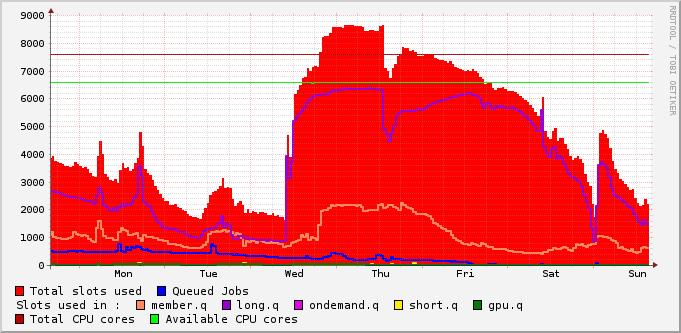 9000
8000
7000
6000
5000
4000
3000
2000
1000
0
Mon Tue Wed Thu Fri Sat Sun
RRDTOOL / TOBI OETIKER
Total slots used Queued Jobs
Slots used in : member.q long.q ondemand.q short.q gpu.q
Total CPU cores Available CPU cores